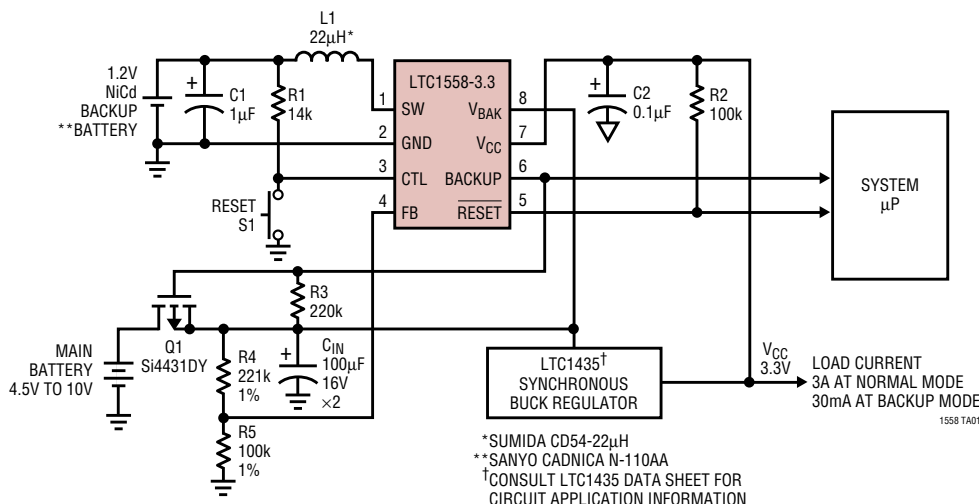 L1
22µH*
1.2V
NiCd
BACKUP
**BATTERY
+
C1
1µF
R1
14k
LTC1558-3.3
1
SW
2
GND
3
CTL
4
FB
8
VBAK
7
VCC
6
BACKUP
5
RESET
+
C2
0.1µF
R2
100k
SYSTEM
µP
RESET
S1
R3
220k
Q1
Si4431DY
MAIN
BATTERY
4.5V TO 10V
R4
221k
1%
+
CIN
100µF
16V
×2
R5
100k
1%
LTC1435†
SYNCHRONOUS
BUCK REGULATOR
VCC
3.3V
LOAD CURRENT
3A AT NORMAL MODE
30mA AT BACKUP MODE
1558 TA01
*SUMIDA CD54-22µH
**SANYO CADNICA N-110AA
†CONSULT LTC1435 DATA SHEET FOR
CIRCUIT APPLICATION INFORMATION